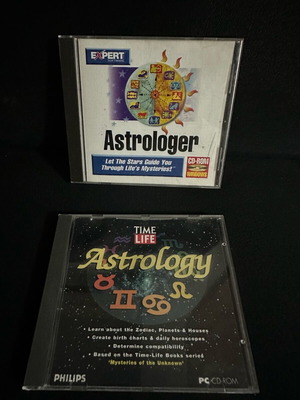 EXPERT
Astrologer
Let The Stars Guide You
Through Life's Mysteries!
CD-ROM
TIME
LIFE
Astrology
• Learn about the Zodiac, Planets & Houses
• Create birth charts & daily horoscopes
• Determine compatibility
• Based on the Time-Life Books series
'Mysteries of the Unknown'
PHILIPS
PC CD-ROM